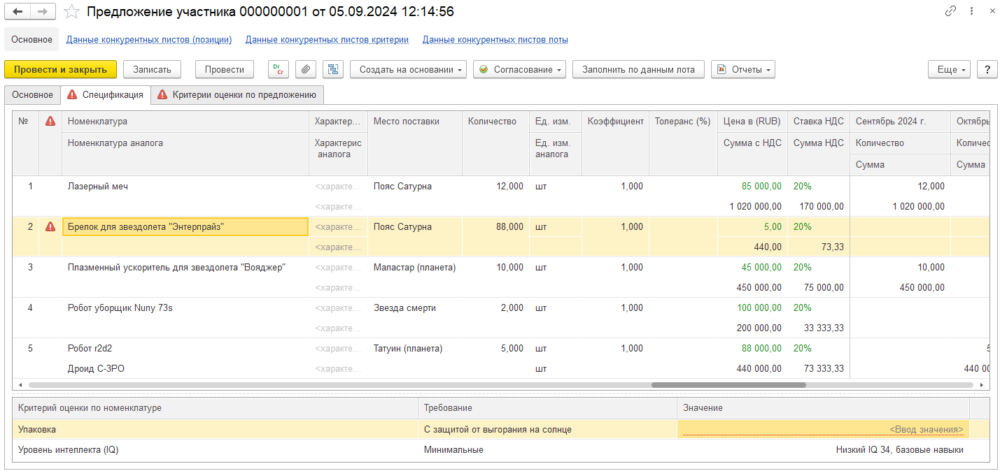 Предложение участника 000000001 от 05.09.2024 12:14:56
Основное Данные конкурентных листов (позиции) Данные конкурентных листов критерии Данные конкурентных листов лоты
Провести и закрыть Записать Провести Dr Cr Создать на основании Согласование Заполнить по данным лота Отчеты Еще ?
Основное Спецификация Критерии оценки по предложению
№ Номенклатура Характер... Место поставки Количество Ед. изм. Коэффициент Толеранс (%) Цена в (RUB) Ставка НДС Сентябрь 2024 г. Октябрь
Номенклатура аналога Характерис аналога Ед. изм. аналога Сумма с НДС Сумма НДС Количество Количес
Сумма Сумма
1 Лазерный меч <характе... Пояс Сатурна 12,000 шт 1,000 85 000,00 20% 12,000
<характе... 1 020 000,00 170 000,00 1 020 000,00
2 Брелок для звездолета "Энтерпрайз" <характе... Пояс Сатурна 88,000 шт 1,000 5,00 20%
<характе... 440,00 73,33
3 Плазменный ускоритель для звездолета "Вояджер" <характе... Маластар (планета) 10,000 шт 1,000 45 000,00 20% 10,000
<характе... 450 000,00 75 000,00 450 000,00
4 Робот уборщик Nuny 73s <характе... Звезда смерти 2,000 шт 1,000 100 000,00 20%
<характе... 200 000,00 33 333,33
5 Робот r2d2 <характе... Татуин (планета) 5,000 шт 1,000 88 000,00 20% 5
Дроид C-3PO <характе... шт 440 000,00 73 333,33 440 00
Критерий оценки по номенклатуре Требование Значение
Упаковка С защитой от выгорания на солнце <Ввод значения>
Уровень интеллекта (IQ) Минимальные Низкий IQ 34, базовые навыки